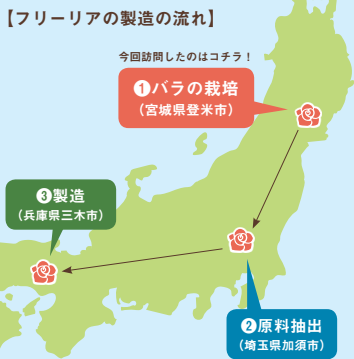 【フリーリアの製造の流れ】
今回訪問したのはコチラ！
❶バラの栽培
（宮城県登米市）
❸製造
（兵庫県三木市）
❷原料抽出
（埼玉県加須市）